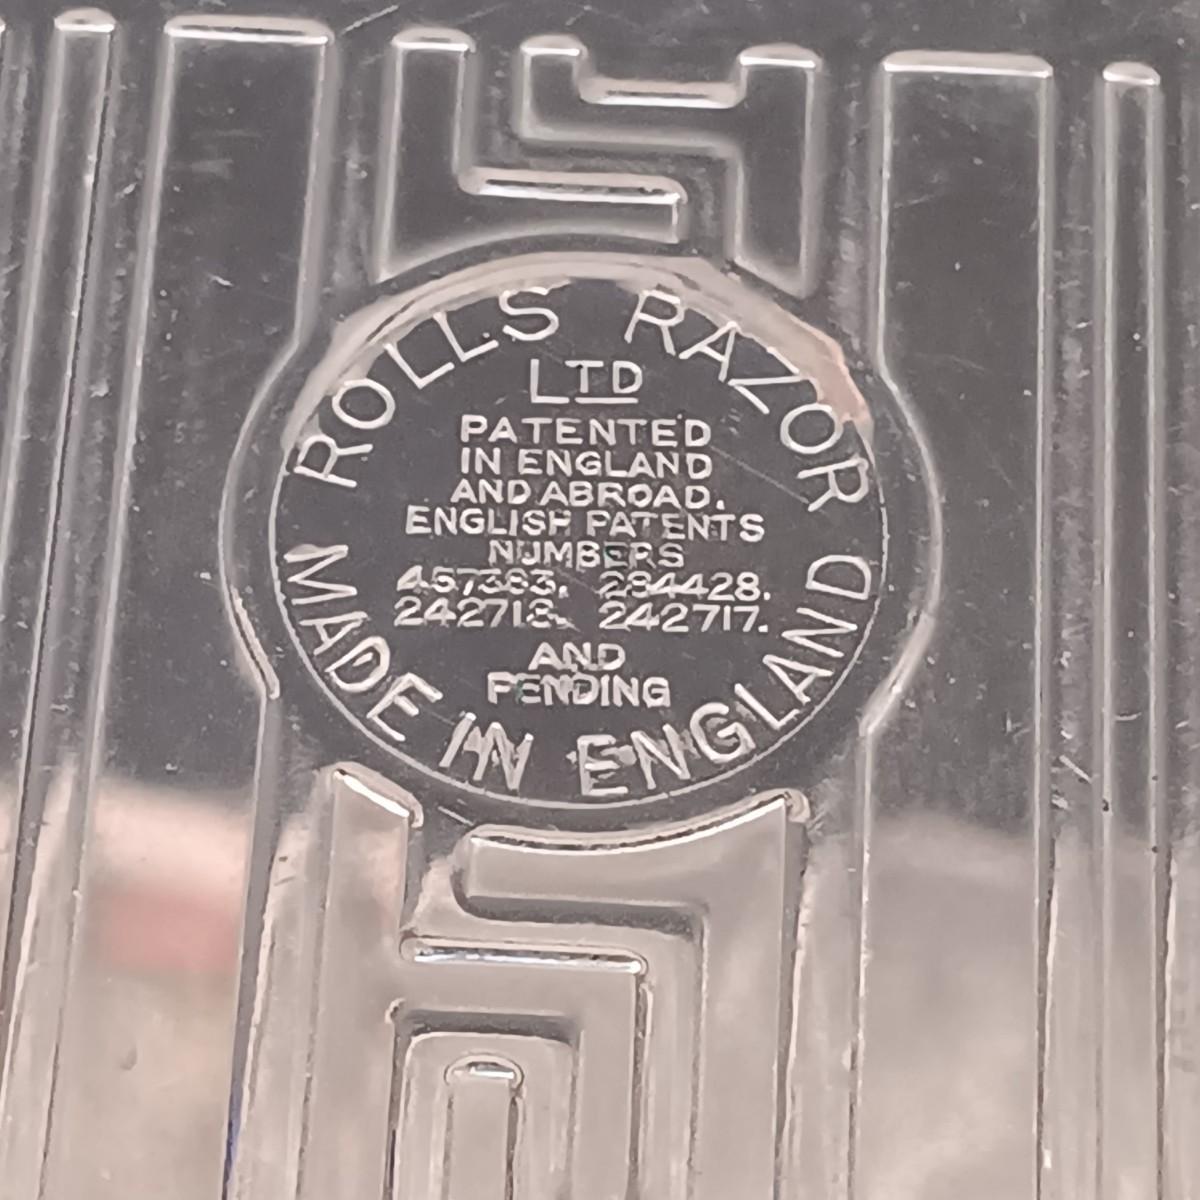 ROLLS RAZOR
LTD
PATENTED
IN ENGLAND
AND ABROAD.
ENGLISH PATENTS
NUMBERS
457383. 284428.
242718. 242717.
AND
PENDING
MADE IN ENGLAND